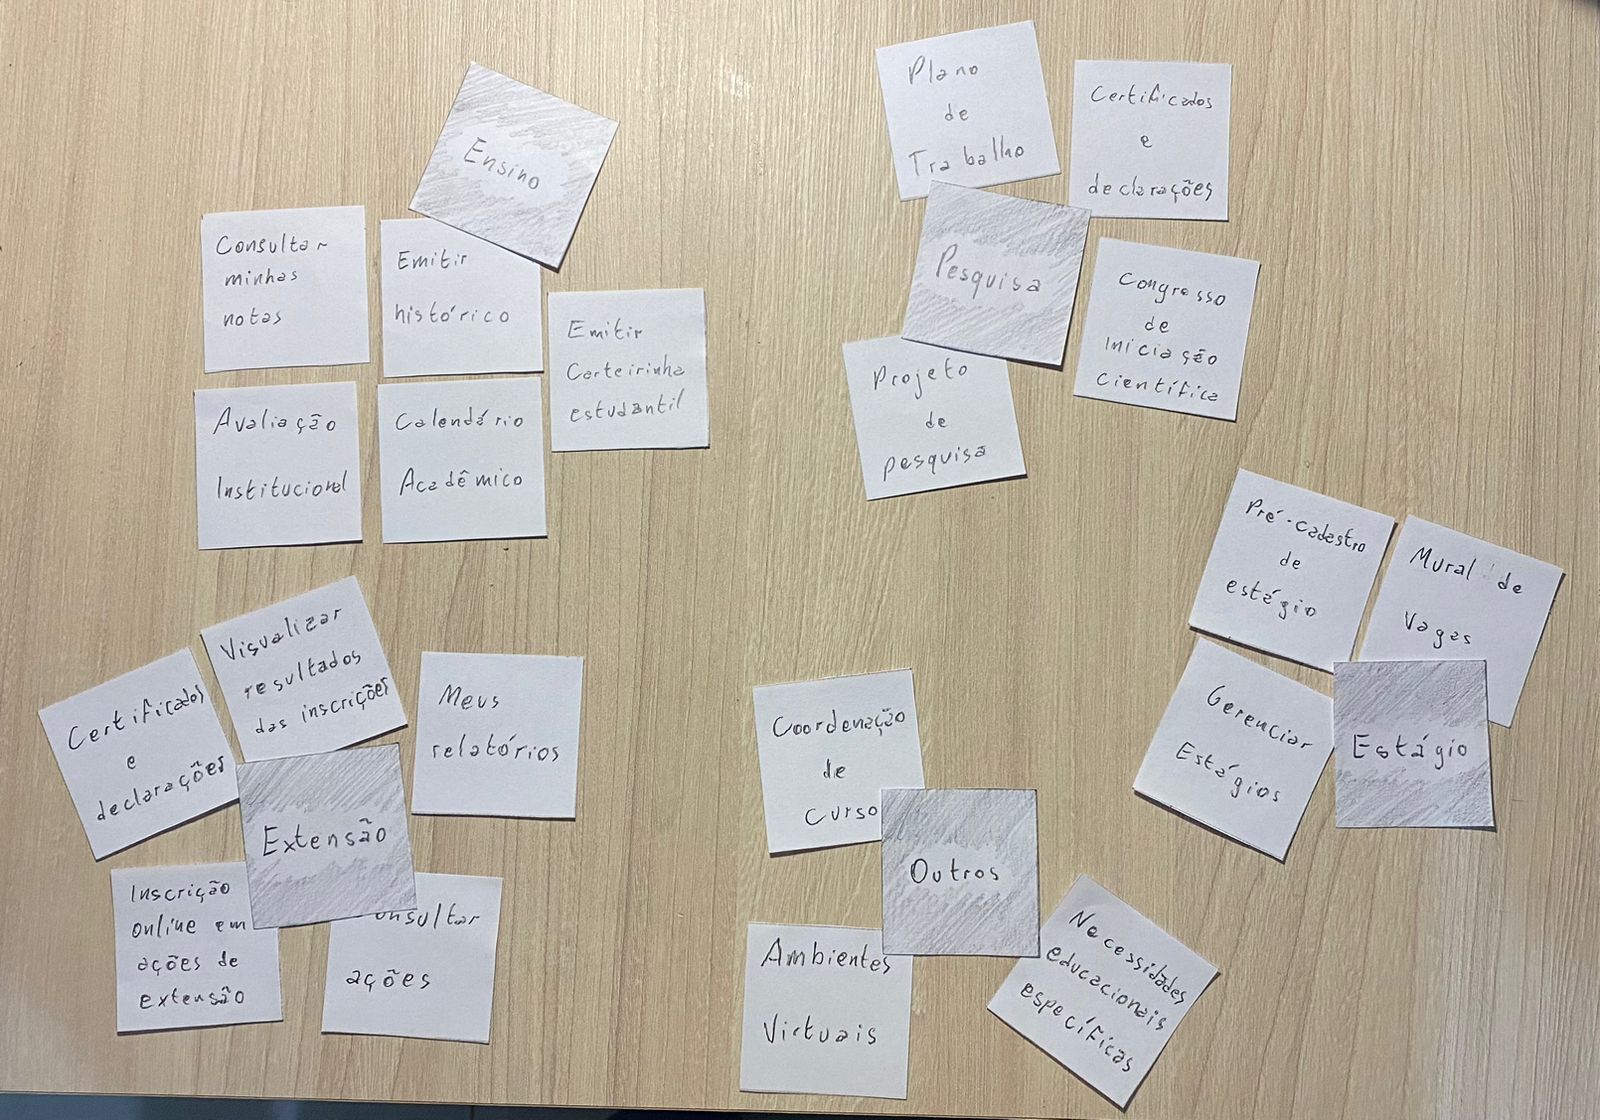 Ensino
Consultar
minhas
notas
Emitir
histórico
Emitir
Carteirinha
estudantil
Avaliação
Institucional
Calendário
Acadêmico
Plano
de
Trabalho
Certificados
e
declarações
Pesquisa
Congresso
de
iniciação
científica
Projeto
de
pesquisa
Pré-cadastro
de
estágio
Mural de
Vagas
Gerenciar
Estágios
Estágio
Certificados
e
declarações
Visualizar
resultados
das inscrições
Meus
relatórios
Extensão
Inscrição
online em
ações de
extensão
onsultar
ações
Coordenação
de
curso
Outros
Ambientes
Virtuais
Necessidades
educacionais
específicas